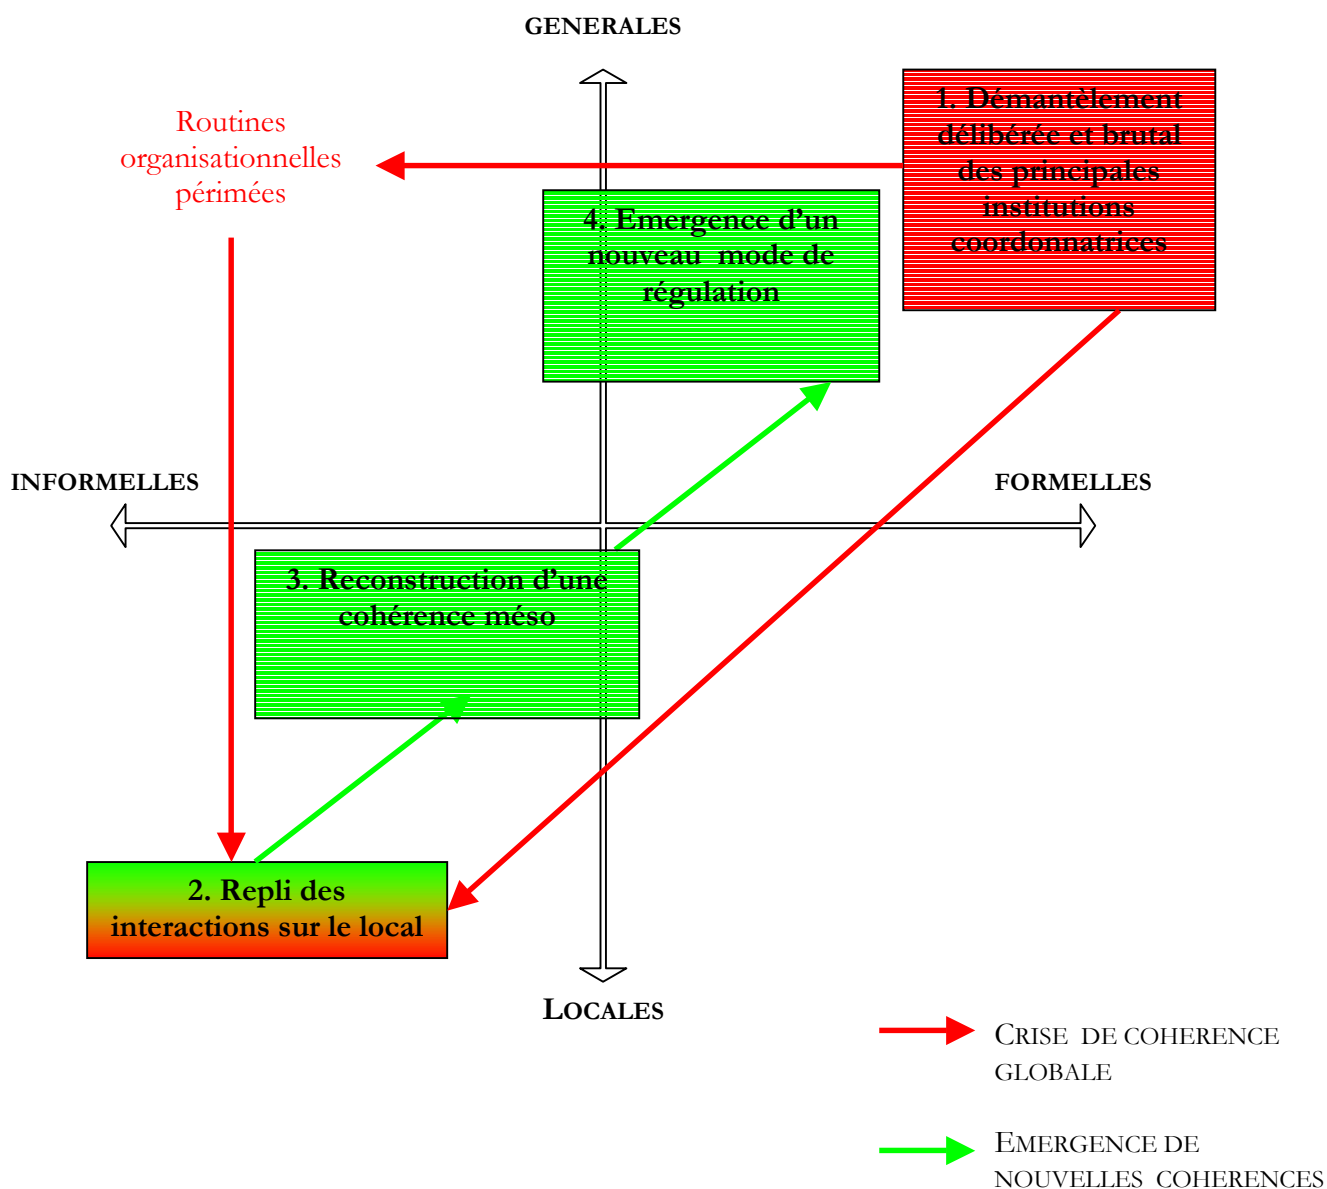 GENERALES
Routines
organisationnelles
périmées
1. Démantèlement
délibérée et brutal
des principales
institutions
coordonnatrices
4. Emergence d'un
nouveau mode de
régulation
INFORMELLES
FORMELLES
3. Reconstruction d'une
cohérence méso
2. Repli des
interactions sur le local
LOCALES
CRISE DE COHERENCE
GLOBALE
EMERGENCE DE
NOUVELLES COHERENCES